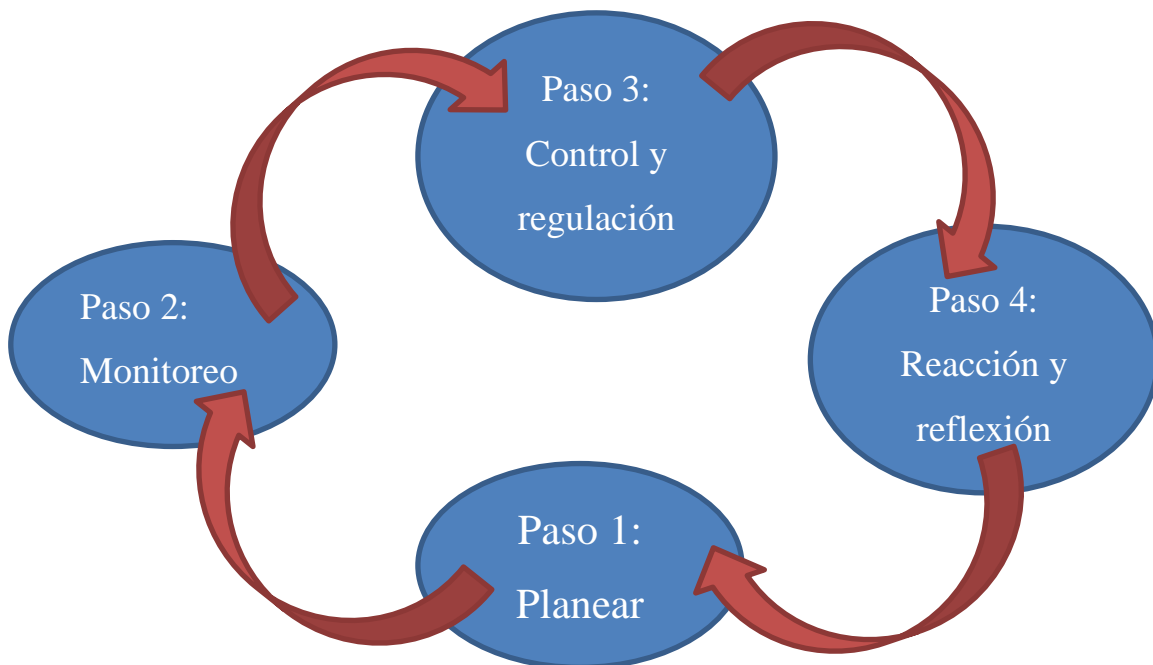 Paso 3:
Control y
regulación
Paso 2:
Monitoreo
Paso 4:
Reacción y
reflexión
Paso 1:
Planear